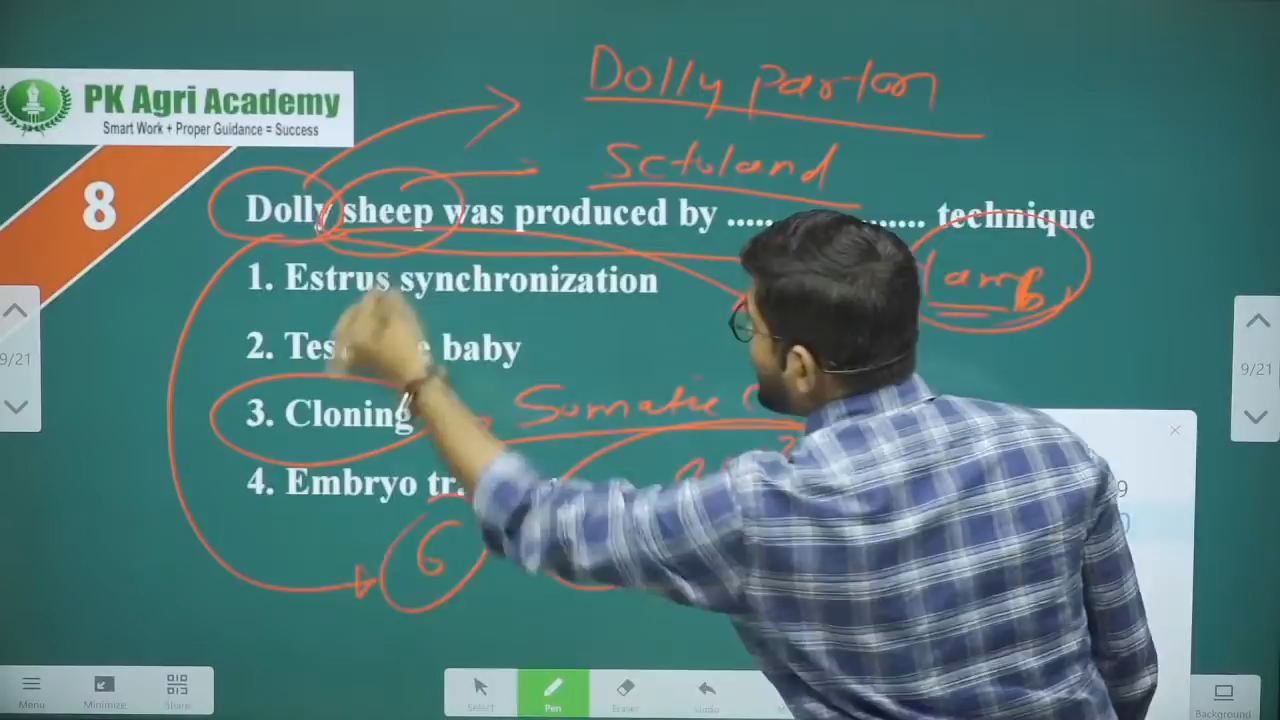 Dolly parton
PK Agri Academy
Smart Work + Proper Guidance = Success
Sctoland
8
Dolly sheep was produced by ..... ..... technique
1. Estrus synchronization
lamb
2. Tes e baby
3. Cloning
Somatic
4. Embryo tr
6
9/21
9/21
Menu
Minimize
Share
Select
Pen
Eraser
Undo
Background